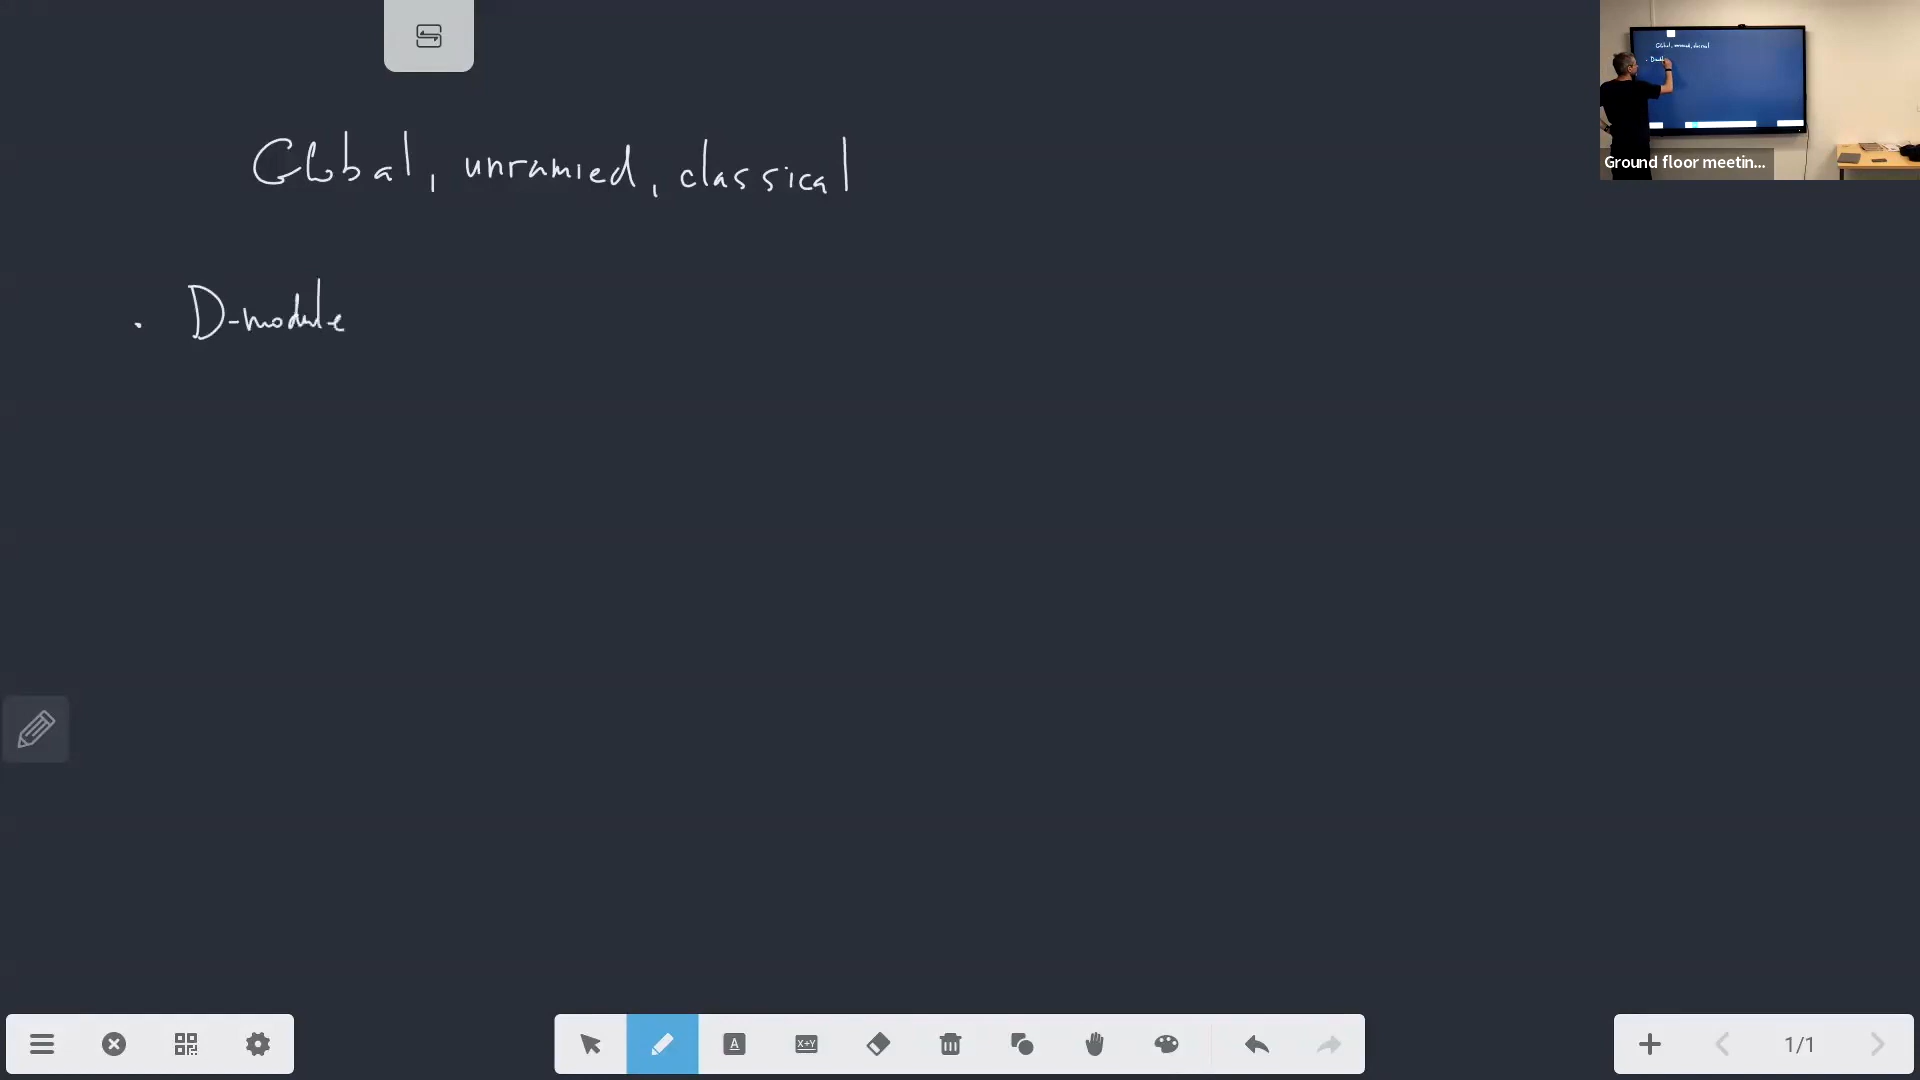 Global, unramied, classical
. D-module
Ground floor meetin...
A
X+Y
1/1